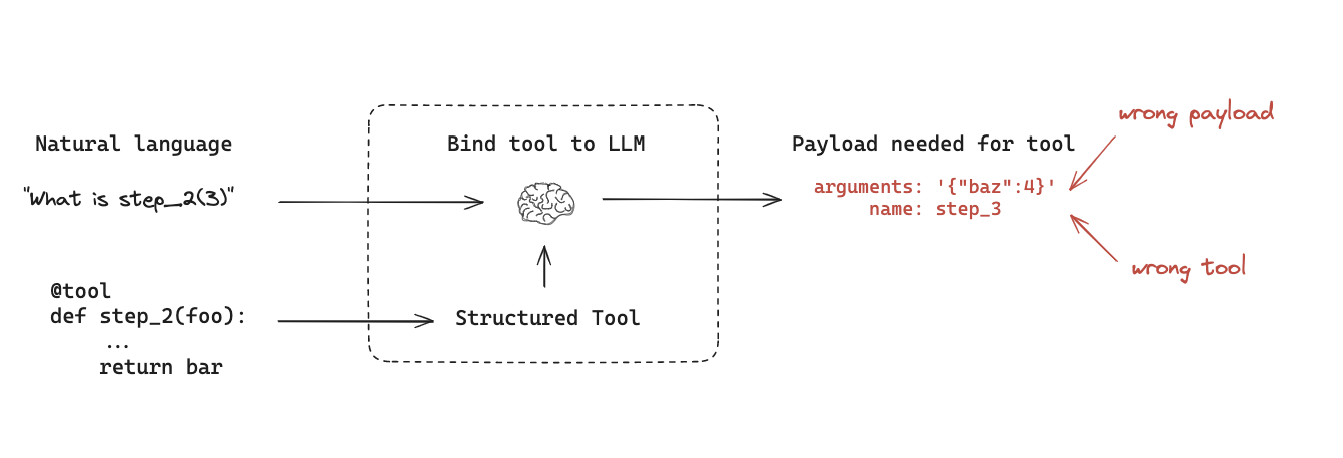 Natural language
"What is step_2(3)"
@tool
def step_2(foo):
...
return bar
Bind tool to LLM
Structured Tool
Payload needed for tool
arguments: '{"baz":4}'
name: step_3
wrong payload
wrong tool